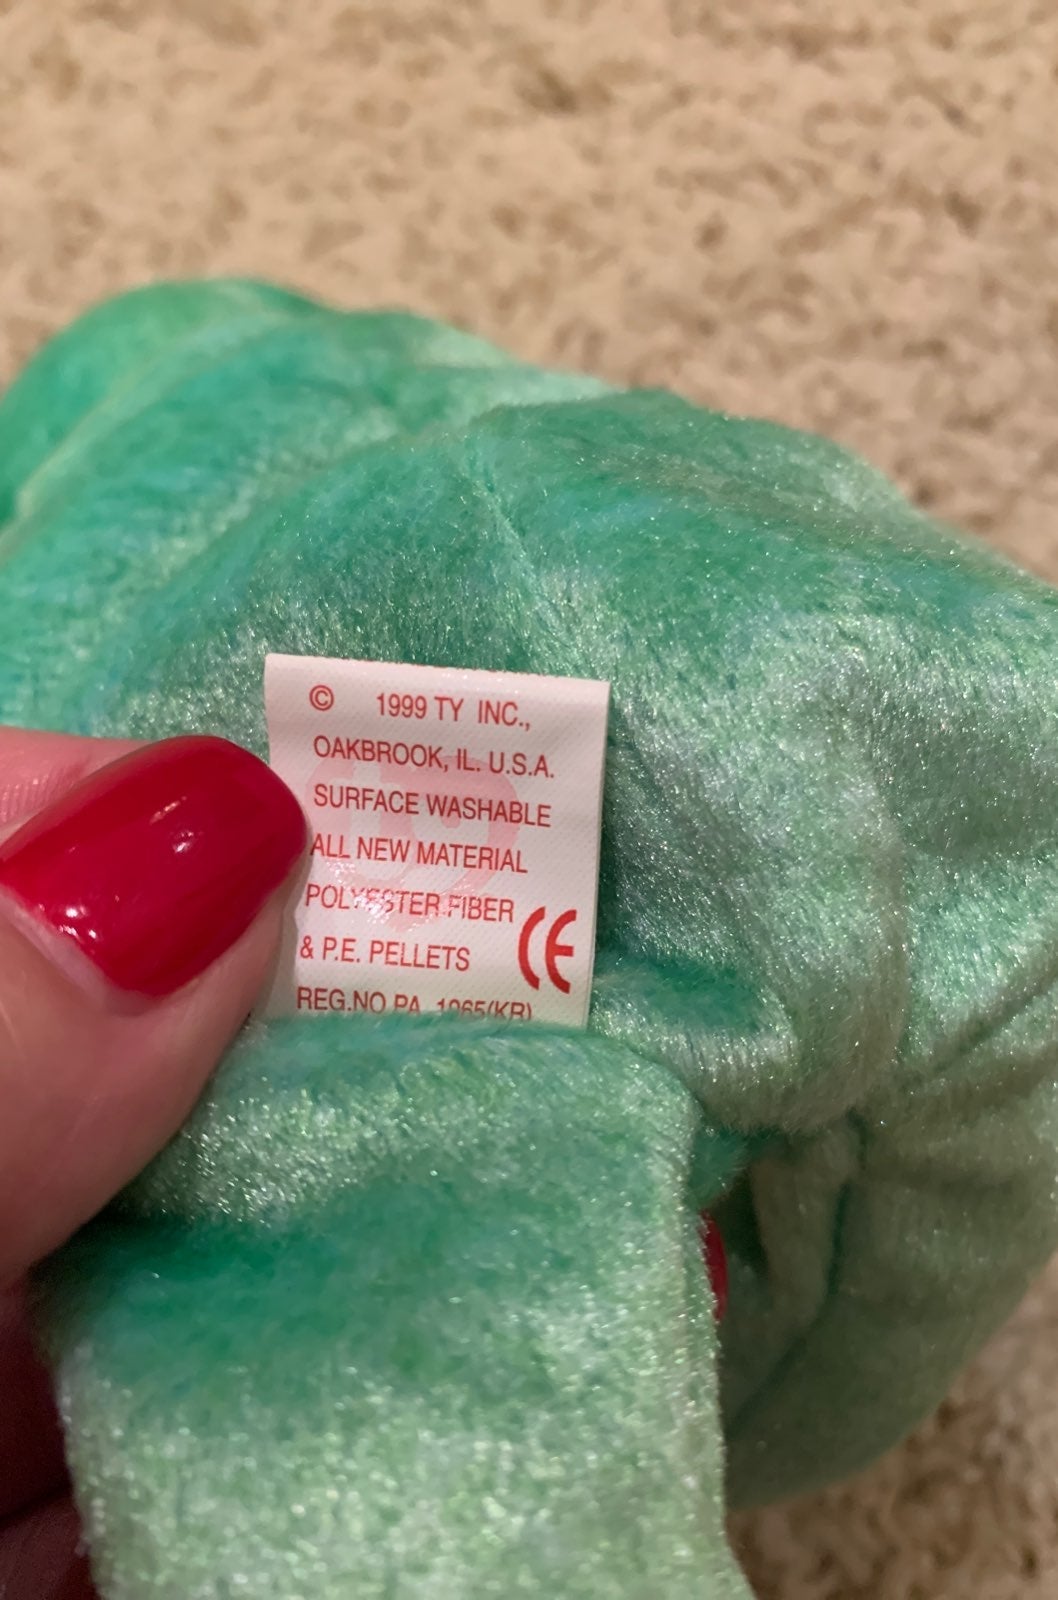 © 1999 TY INC.,
OAKBROOK, IL. U.S.A.
SURFACE WASHABLE
ALL NEW MATERIAL
POLYESTER FIBER
& P.E. PELLETS
CE
REG.NO PA. 1965(KR)